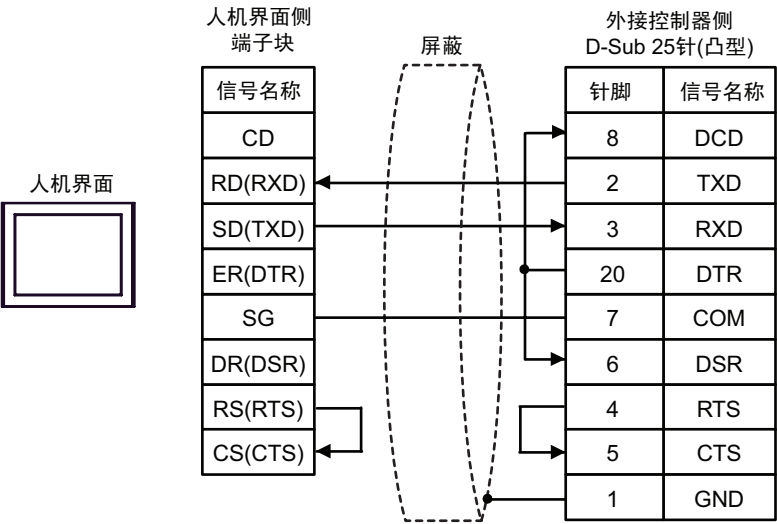 人机界面侧
端子块
屏蔽
外接控制器侧
D-Sub 25针(凸型)
人机界面
信号名称
CD
RD(RXD)
SD(TXD)
ER(DTR)
SG
DR(DSR)
RS(RTS)
CS(CTS)
针脚 信号名称
8 DCD
2 TXD
3 RXD
20 DTR
7 COM
6 DSR
4 RTS
5 CTS
1 GND